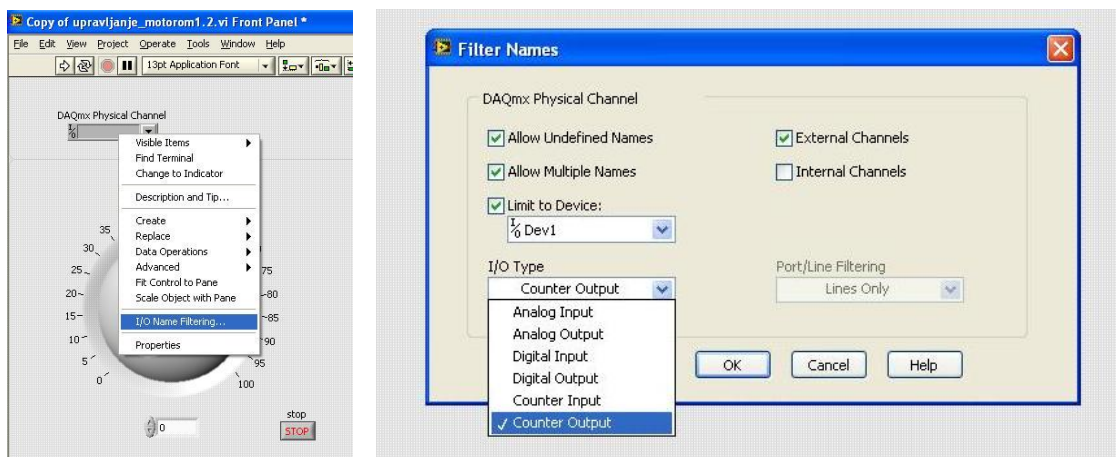 Copy of upravljanje_motorom1.2.vi Front Panel *
File Edit View Project Operate Tools Window Help
13pt Application Font
DAQmx Physical Channel
Visible Items
Find Terminal
Change to Indicator
Description and Tip...
Create
Replace
Data Operations
Advanced
Fit Control to Pane
Scale Object with Pane
I/O Name Filtering...
Properties
35
30
25
20
15
10
5
0
75
80
85
90
95
100
0
stop
STOP
Filter Names
DAQmx Physical Channel
Allow Undefined Names
External Channels
Allow Multiple Names
Internal Channels
Limit to Device:
I/O Dev1
I/O Type
Port/Line Filtering
Counter Output
Lines Only
Analog Input
Analog Output
Digital Input
Digital Output
Counter Input
Counter Output
OK Cancel Help